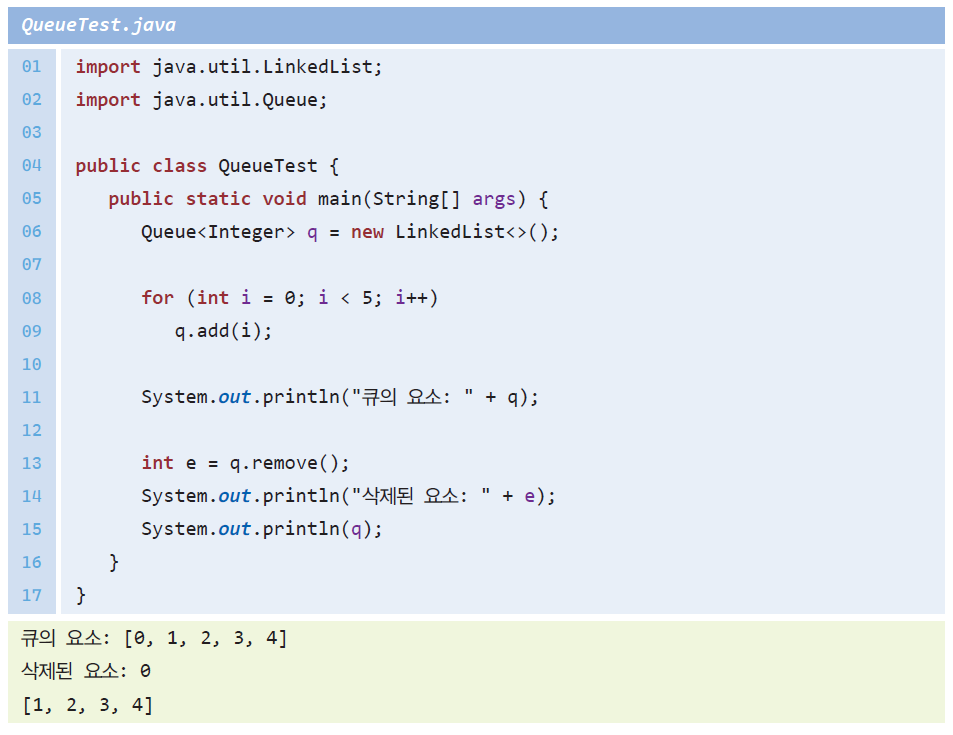 QueueTest.java
01 import java.util.LinkedList;
02 import java.util.Queue;
03
04 public class QueueTest {
05    public static void main(String[] args) {
06       Queue<Integer> q = new LinkedList<>();
07
08       for (int i = 0; i < 5; i++)
09          q.add(i);
10
11       System.out.println("큐의 요소: " + q);
12
13       int e = q.remove();
14       System.out.println("삭제된 요소: " + e);
15       System.out.println(q);
16    }
17 }
큐의 요소: [0, 1, 2, 3, 4]
삭제된 요소: 0
[1, 2, 3, 4]